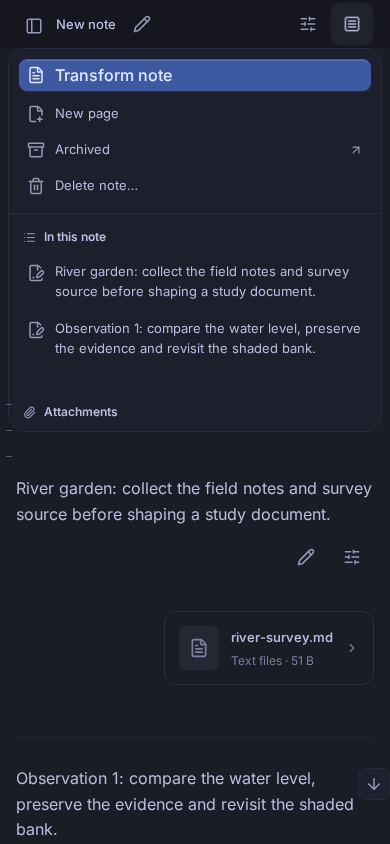 New note
Transform note
New page
Archived
Delete note...
In this note
River garden: collect the field notes and survey
source before shaping a study document.
Observation 1: compare the water level, preserve
the evidence and revisit the shaded bank.
Attachments
River garden: collect the field notes and survey
source before shaping a study document.
river-survey.md
Text files · 51 B
Observation 1: compare the water level,
preserve the evidence and revisit the shaded
bank.